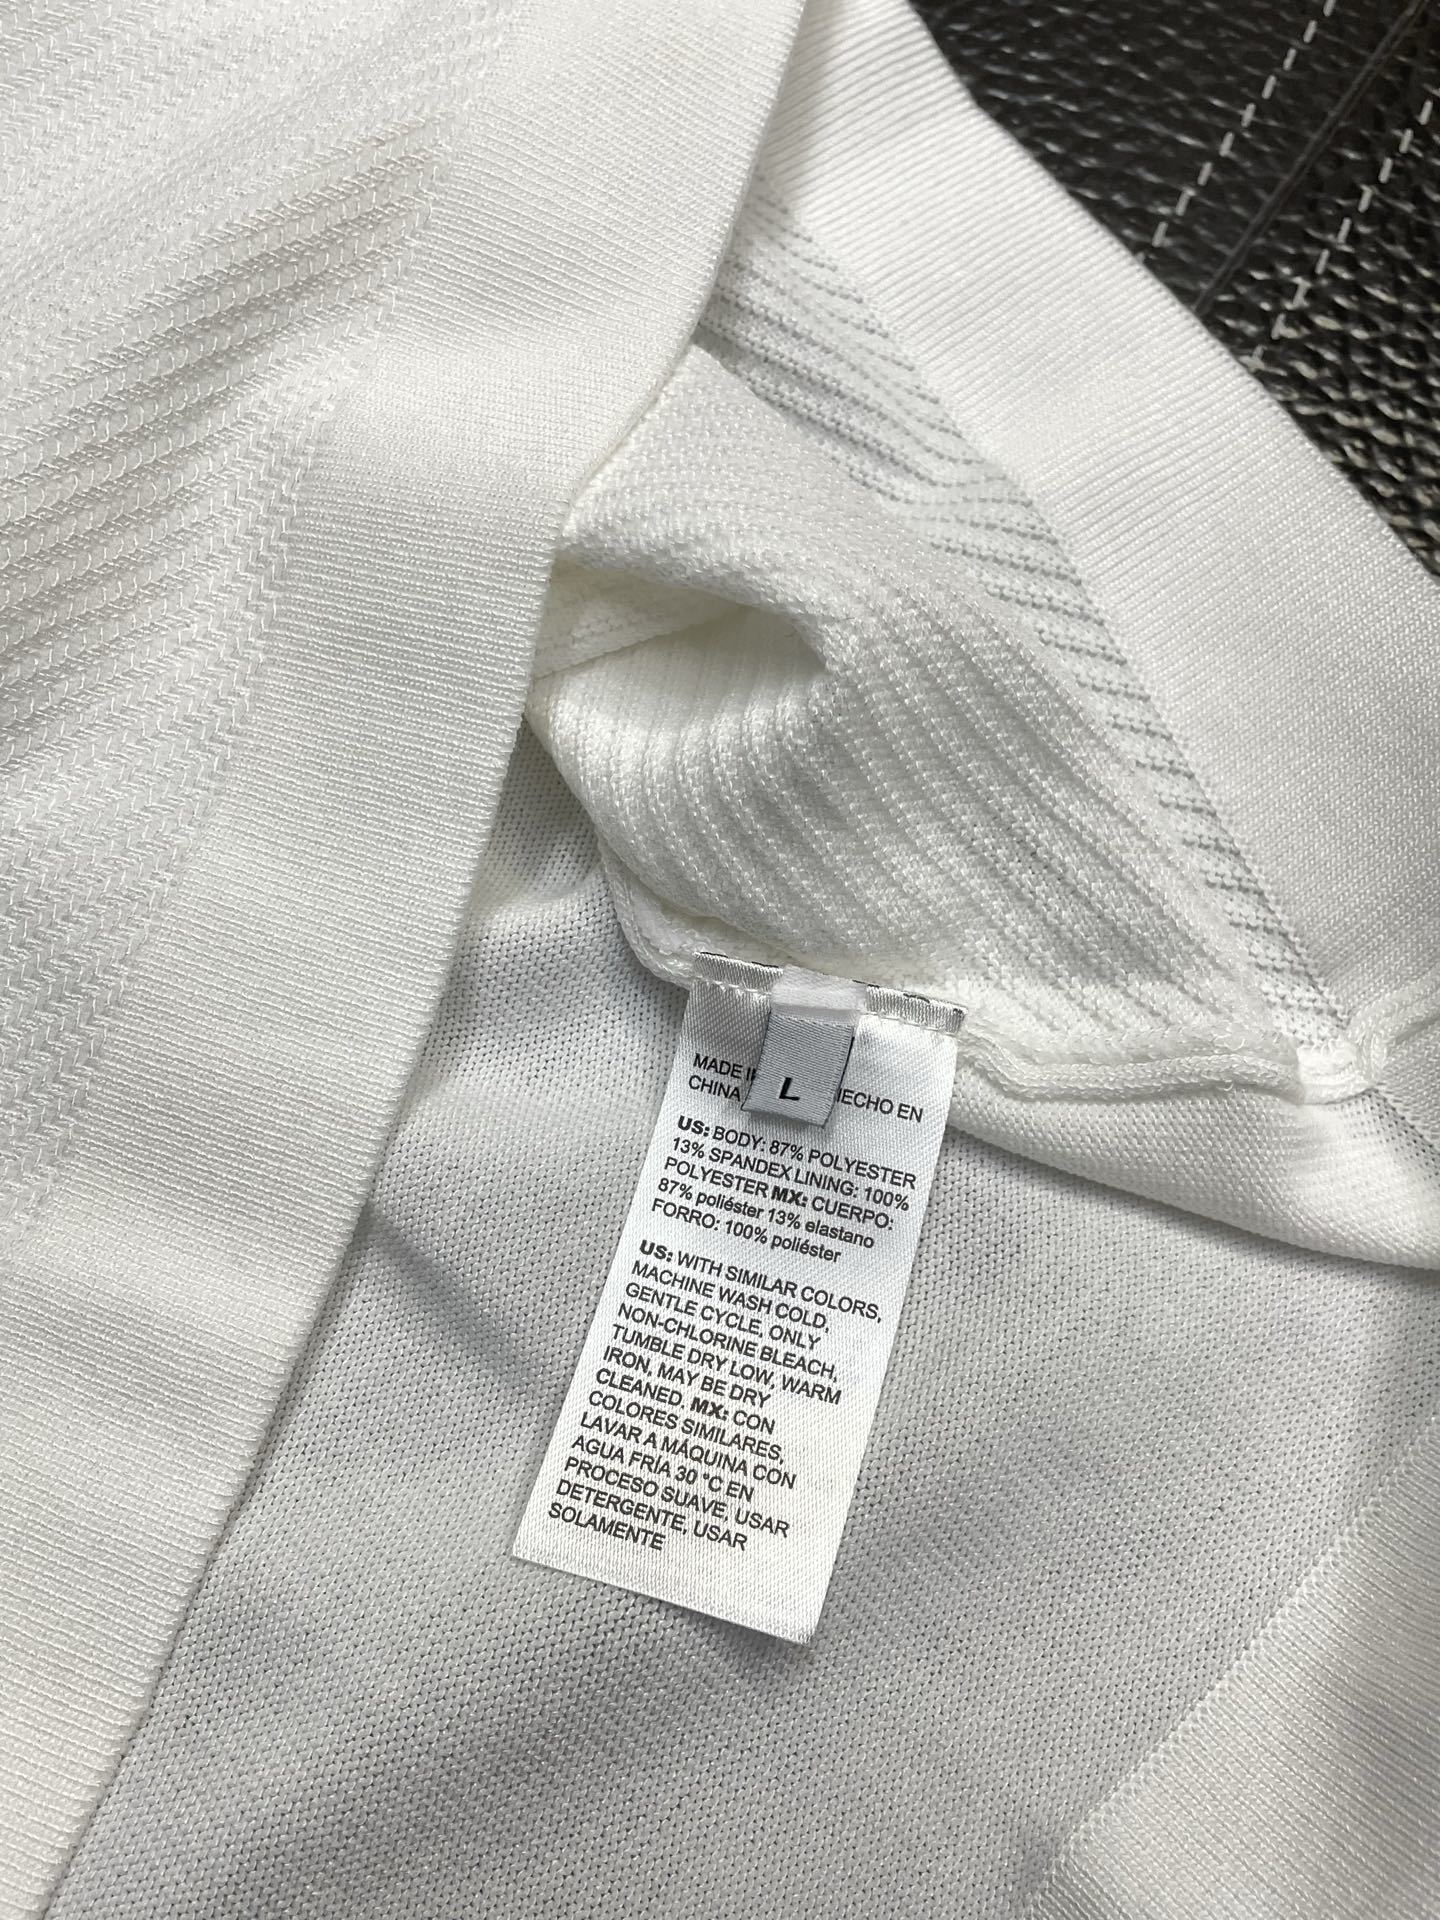 MADE
CHINA
L
HECHO EN
US: BODY: 87% POLYESTER
13% SPANDEX LINING: 100%
POLYESTER MX: CUERPO:
87% poliéster 13% elastano
FORRO: 100% poliéster
US: WITH SIMILAR COLORS,
MACHINE WASH COLD,
GENTLE CYCLE, ONLY
NON-CHLORINE BLEACH,
TUMBLE DRY LOW, WARM
IRON, MAY BE DRY
CLEANED. MX: CON
COLORES SIMILARES,
LAVAR A MÁQUINA CON
AGUA FRÍA 30 °C EN
PROCESO SUAVE, USAR
DETERGENTE, USAR
SOLAMENTE